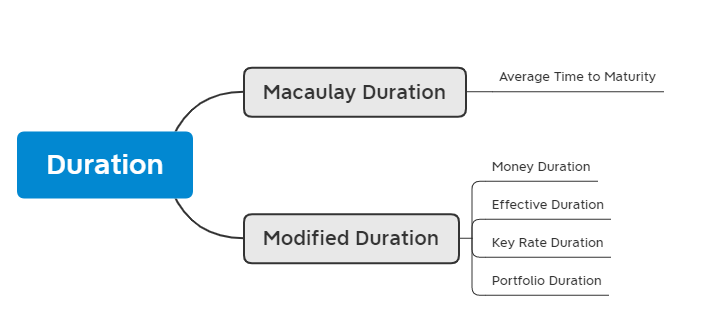 Duration
Macaulay Duration
Average Time to Maturity
Modified Duration
Money Duration
Effective Duration
Key Rate Duration
Portfolio Duration